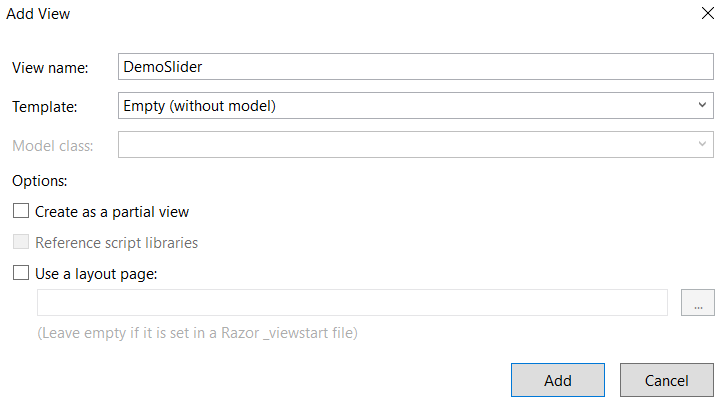 Add View
View name: DemoSlider
Template: Empty (without model)
Model class:
Options:
Create as a partial view
Reference script libraries
Use a layout page:
...
(Leave empty if it is set in a Razor _viewstart file)
Add Cancel